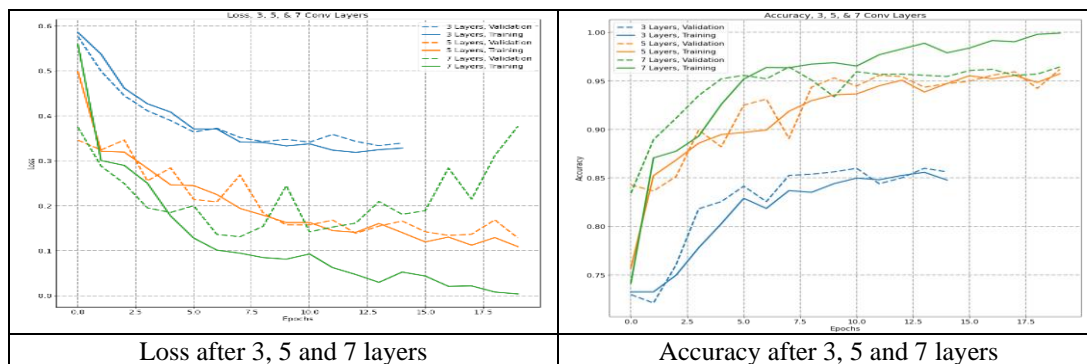 Loss, 3, 5, & 7 Conv Layers
3 Layers, Validation
3 Layers, Training
5 Layers, Validation
5 Layers, Training
7 Layers, Validation
7 Layers, Training
0.6
0.5
0.4
0.3
0.2
0.1
0.0
Loss
0.0 2.5 5.0 7.5 10.0 12.5 15.0 17.5
Epochs
Accuracy, 3, 5, & 7 Conv Layers
3 Layers, Validation
3 Layers, Training
5 Layers, Validation
5 Layers, Training
7 Layers, Validation
7 Layers, Training
1.00
0.95
0.90
0.85
0.80
0.75
Accuracy
0.0 2.5 5.0 7.5 10.0 12.5 15.0 17.5
Epochs
Loss after 3, 5 and 7 layers
Accuracy after 3, 5 and 7 layers